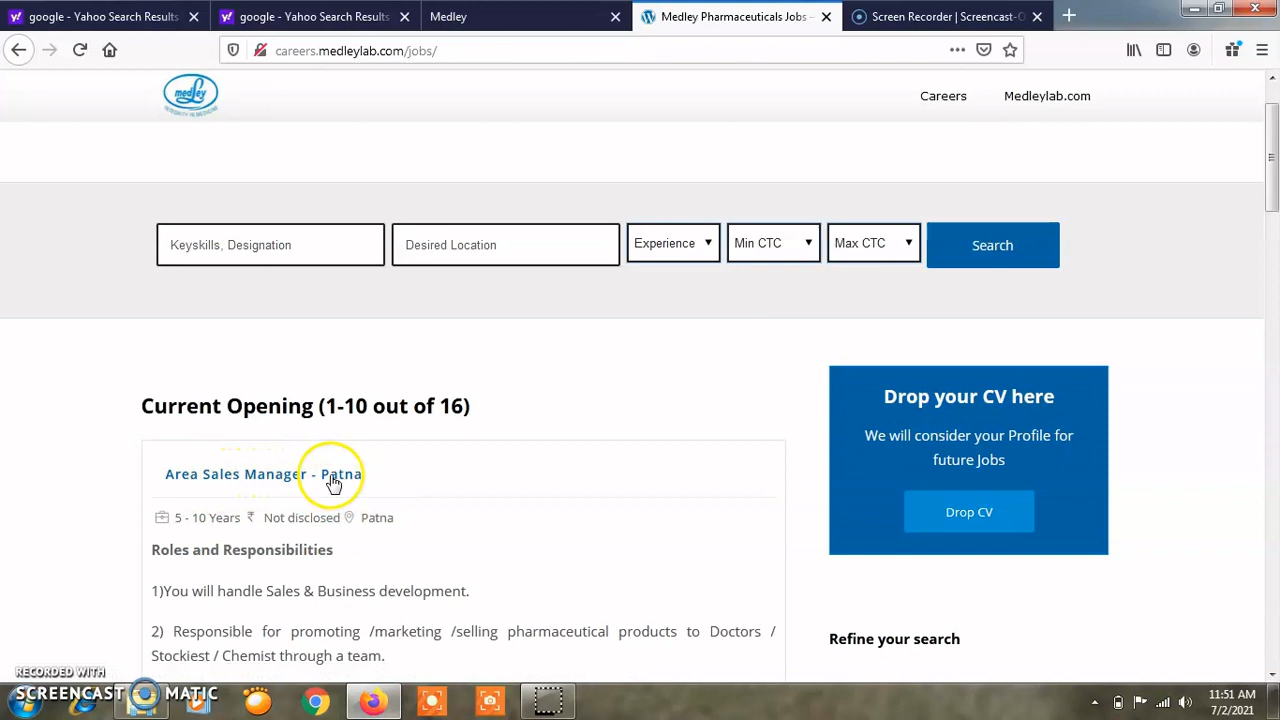 google - Yahoo Search Results
google - Yahoo Search Results
Medley
Medley Pharmaceuticals Jobs -
Screen Recorder | Screencast-O
careers.medleylab.com/jobs/
medley
Careers
Medleylab.com
Keyskills, Designation
Desired Location
Experience
Min CTC
Max CTC
Search
Current Opening (1-10 out of 16)
Area Sales Manager - Patna
5 - 10 Years
₹ Not disclosed
Patna
Roles and Responsibilities
1)You will handle Sales & Business development.
2) Responsible for promoting /marketing /selling pharmaceutical products to Doctors /
Stockiest / Chemist through a team.
Drop your CV here
We will consider your Profile for
future Jobs
Drop CV
Refine your search
RECORDED WITH
SCREENCAST MATIC
11:51 AM
7/2/2021